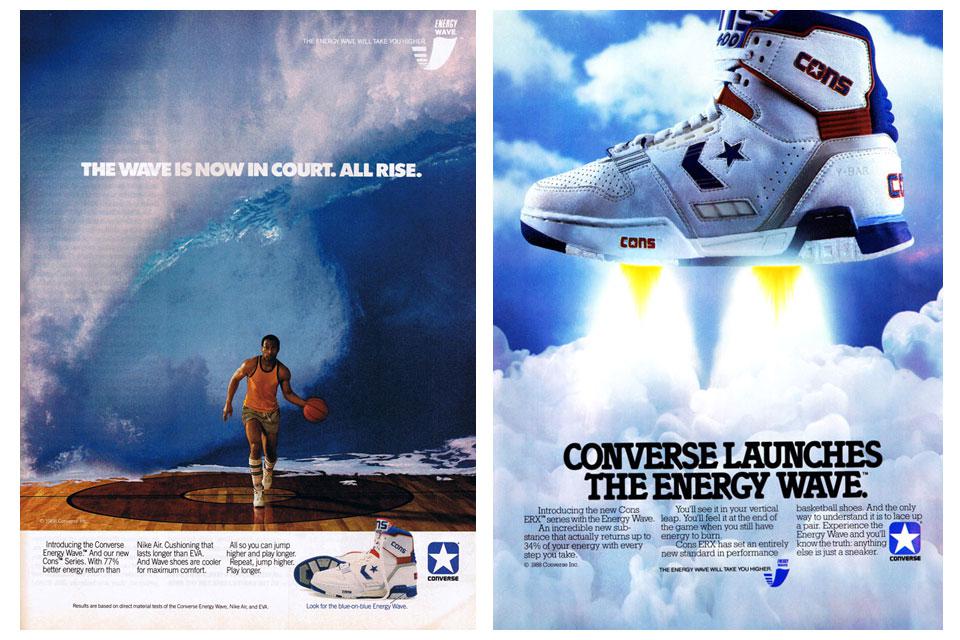 ENERGY
WAVE
THE ENERGY WAVE WILL TAKE YOU HIGHER.
THE WAVE IS NOW IN COURT. ALL RISE.
© 1988 Converse Inc.
Introducing the Converse
Energy Wave.™ And our new
Cons™ Series. With 77%
better energy return than
Nike Air. Cushioning that
lasts longer than EVA.
And Wave shoes are cooler
for maximum comfort.
All so you can jump
higher and play longer.
Repeat, jump higher.
Play longer.
CONS
CONVERSE
Results are based on direct material tests of the Converse Energy Wave, Nike Air, and EVA.
Look for the blue-on-blue Energy Wave.
400
CONS
Y-BAR
CONS
CONVERSE LAUNCHES
THE ENERGY WAVE.™
Introducing the new Cons
ERX™ series with the Energy Wave.
An incredible new sub-
stance that actually returns up to
34% of your energy with every
step you take.
© 1988 Converse Inc.
You'll see it in your vertical
leap. You'll feel it at the end of
the game when you still have
energy to burn.
Cons ERX has set an entirely
new standard in performance
basketball shoes. And the only
way to understand it is to lace up
a pair. Experience the
Energy Wave and you'll
know the truth: anything
else is just a sneaker.
CONVERSE
THE ENERGY WAVE WILL TAKE YOU HIGHER.
ENERGY
WAVE